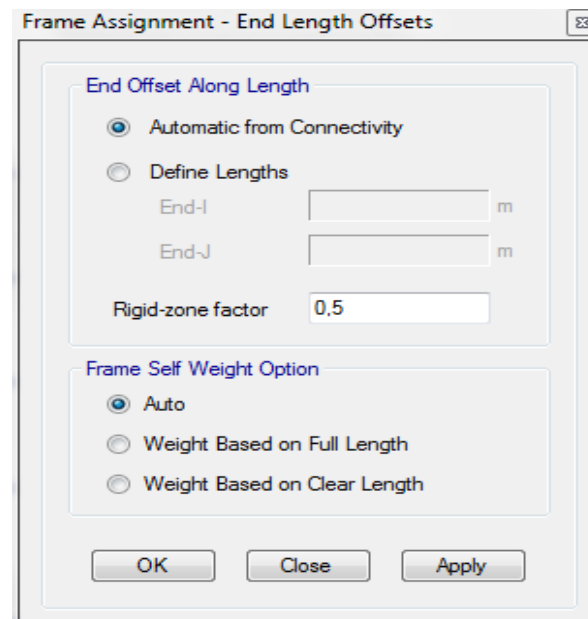 Frame Assignment - End Length Offsets
End Offset Along Length
Automatic from Connectivity
Define Lengths
End-I m
End-J m
Rigid-zone factor 0,5
Frame Self Weight Option
Auto
Weight Based on Full Length
Weight Based on Clear Length
OK Close Apply